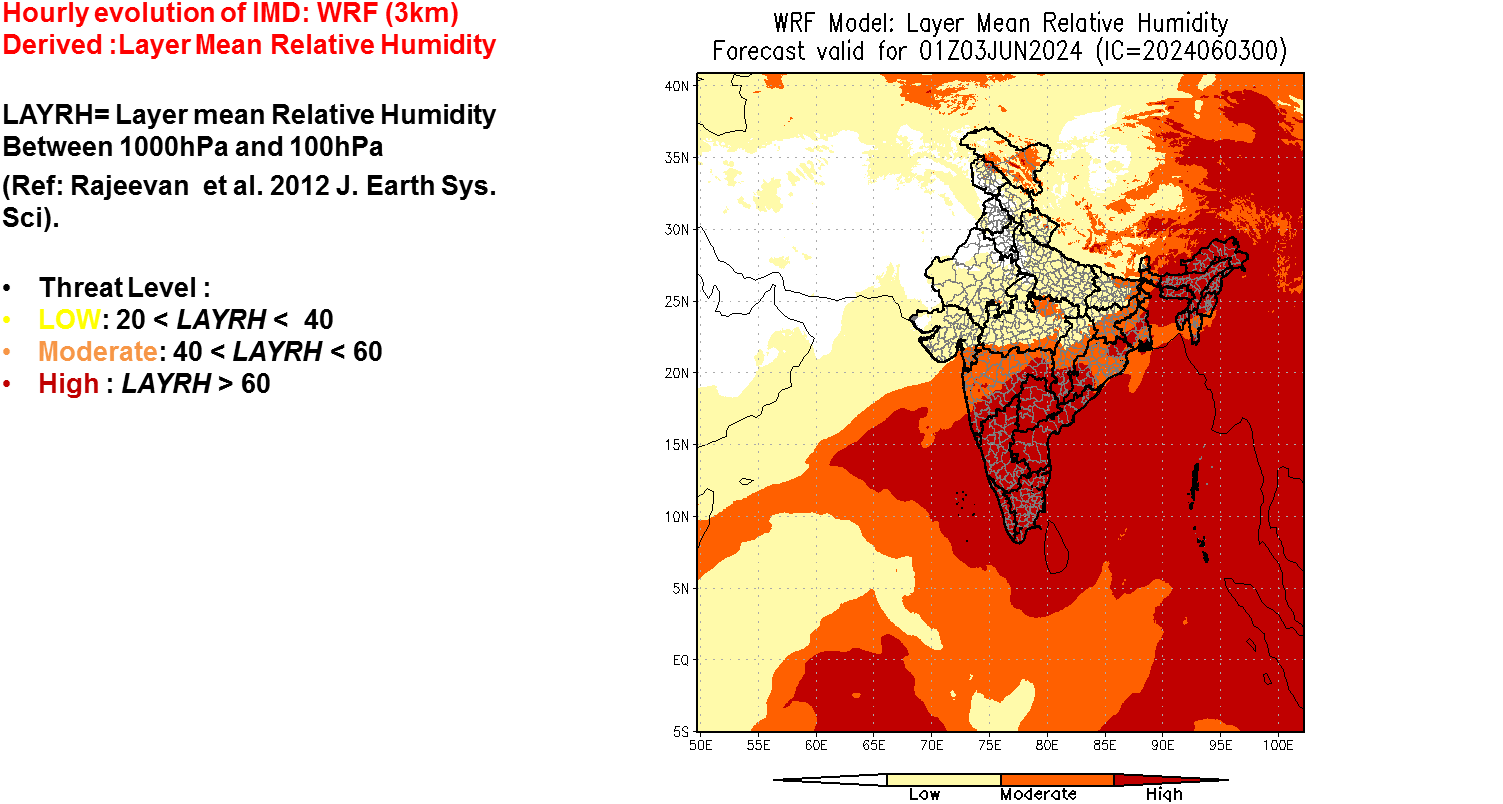 Hourly evolution of IMD: WRF (3km)
Derived :Layer Mean Relative Humidity
LAYRH= Layer mean Relative Humidity
Between 1000hPa and 100hPa
(Ref: Rajeevan et al. 2012 J. Earth Sys.
Sci).
• Threat Level :
• LOW: 20 < LAYRH < 40
• Moderate: 40 < LAYRH < 60
• High : LAYRH > 60
WRF Model: Layer Mean Relative Humidity
Forecast valid for 01Z03JUN2024 (IC=2024060300)
40N
35N
30N
25N
20N
15N
10N
5N
EQ
5S
50E 55E 60E 65E 70E 75E 80E 85E 90E 95E 100E
Low Moderate High